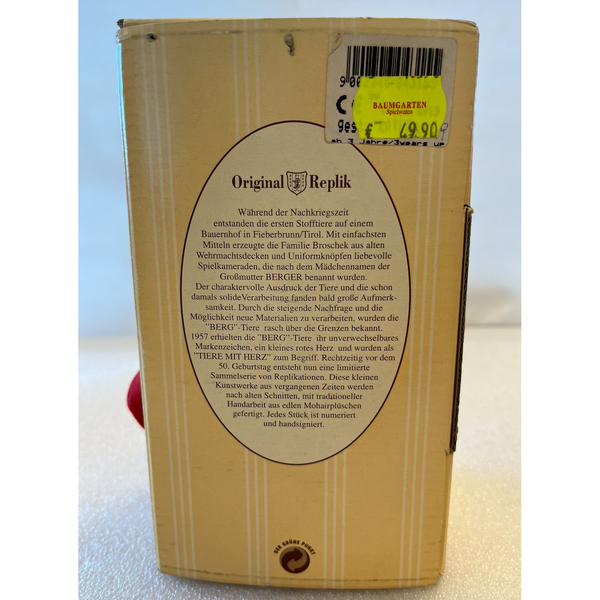 BAUMGARTEN
Spielwaren
€ 49.90
ges
ab 3 Jahre/3years up
Original Replik
Während der Nachkriegszeit
entstanden die ersten Stofftiere auf einem
Bauernhof in Fieberbrunn/Tirol. Mit einfachsten
Mitteln erzeugte die Familie Broschek aus alten
Wehrmachtsdecken und Uniformknöpfen liebevolle
Spielkameraden, die nach dem Mädchennamen der
Großmutter BERGER benannt wurden.
Der charaktervolle Ausdruck der Tiere und die schon
damals solideVerarbeitung fanden bald große Aufmerk-
samkeit. Durch die steigende Nachfrage und die
Möglichkeit neue Materialien zu verarbeiten, wurden die
"BERG"-Tiere rasch über die Grenzen bekannt.
1957 erhielten die "BERG"-Tiere ihr unverwechselbares
Markenzeichen, ein kleines rotes Herz und wurden als
"TIERE MIT HERZ" zum Begriff. Rechtzeitig vor dem
50. Geburtstag entsteht nun eine limitierte
Sammelserie von Replikationen. Diese kleinen
Kunstwerke aus vergangenen Zeiten werden
nach alten Schnitten, mit traditioneller
Handarbeit aus edlen Mohairplüschen
gefertigt. Jedes Stück ist numeriert
und handsigniert.
DER GRÜNE PUNKT